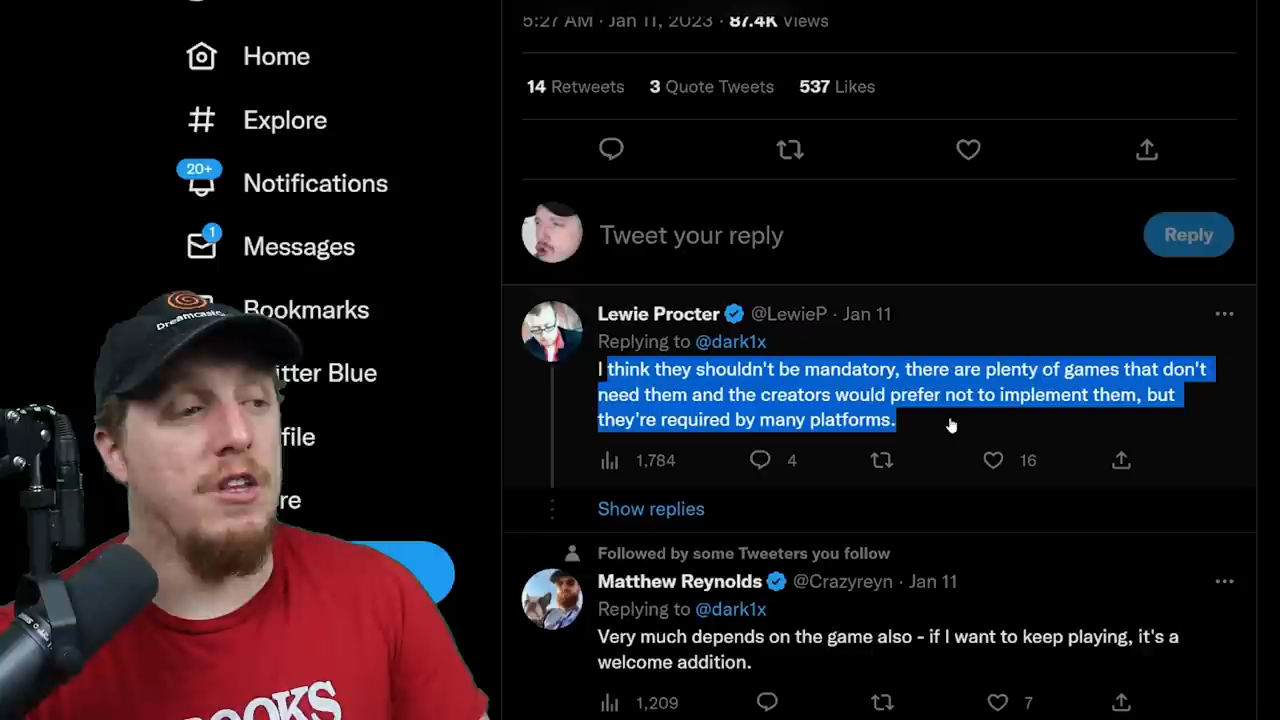 5:27 AM · Jan 11, 2023 · 87.4K Views
Home
14 Retweets 3 Quote Tweets 537 Likes
Explore
20+
Notifications
1
Messages
Tweet your reply
Reply
Bookmarks
Dreamcast
Lewie Procter @LewieP · Jan 11
Replying to @dark1x
I think they shouldn't be mandatory, there are plenty of games that don't
need them and the creators would prefer not to implement them, but
they're required by many platforms.
itter Blue
file
1,784 4 16
re
Show replies
Followed by some Tweeters you follow
Matthew Reynolds @Crazyreyn · Jan 11
Replying to @dark1x
Very much depends on the game also - if I want to keep playing, it's a
welcome addition.
1,209 7